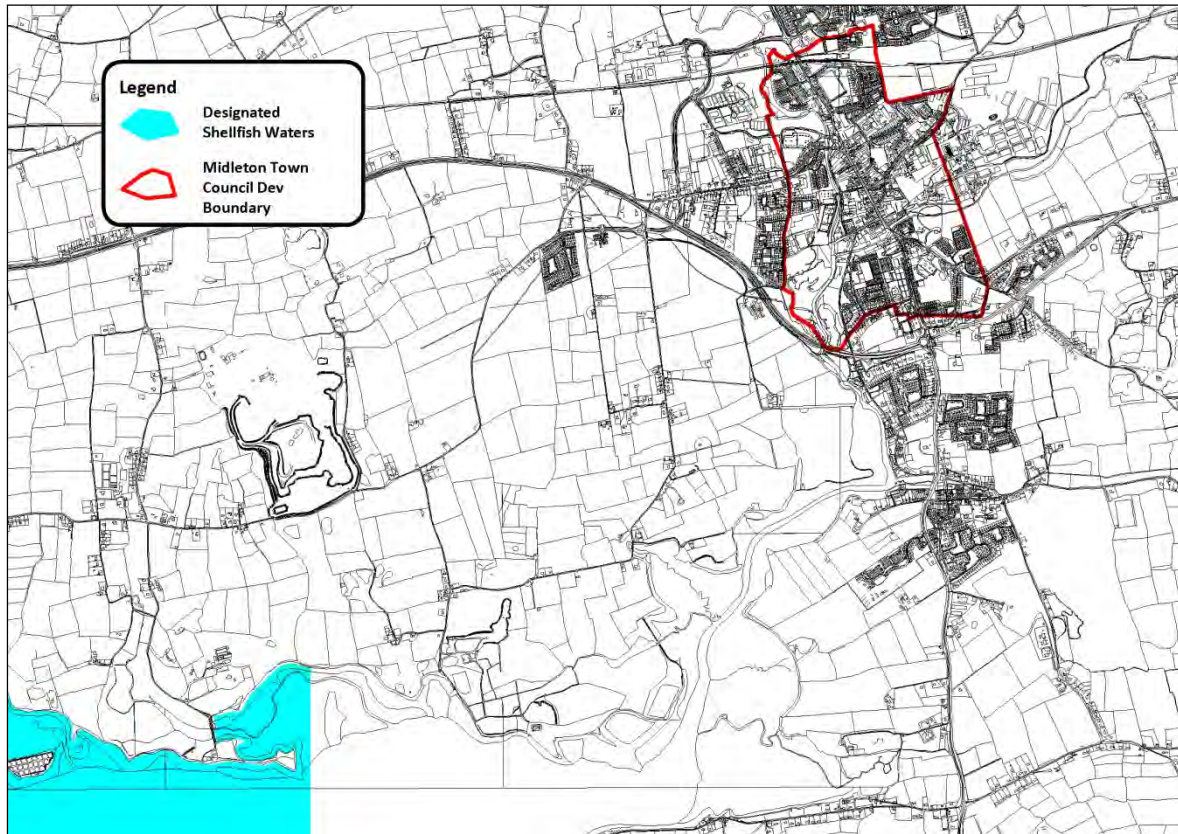 Legend
Designated
Shellfish Waters
Midleton Town
Council Dev
Boundary